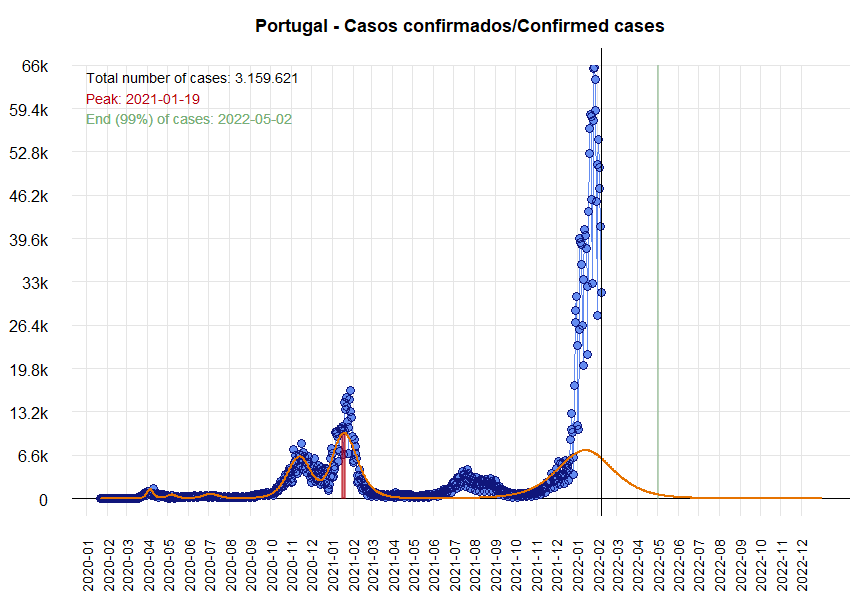 Portugal - Casos confirmados/Confirmed cases
66k
Total number of cases: 3.159.621
Peak: 2021-01-19
End (99%) of cases: 2022-05-02
59.4k
52.8k
46.2k
39.6k
33k
26.4k
19.8k
13.2k
6.6k
0
2020-01
2020-02
2020-03
2020-04
2020-05
2020-06
2020-07
2020-08
2020-09
2020-10
2020-11
2020-12
2021-01
2021-02
2021-03
2021-04
2021-05
2021-06
2021-07
2021-08
2021-09
2021-10
2021-11
2021-12
2022-01
2022-02
2022-03
2022-04
2022-05
2022-06
2022-07
2022-08
2022-09
2022-10
2022-11
2022-12